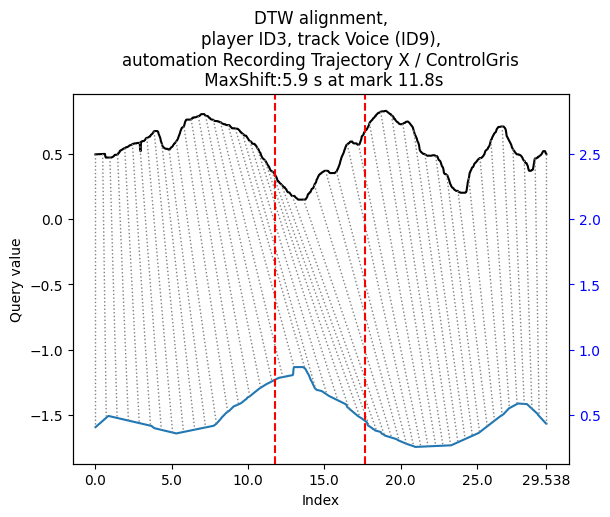 DTW alignment,
player ID3, track Voice (ID9),
automation Recording Trajectory X / ControlGris
MaxShift:5.9 s at mark 11.8s
0.5
0.0
−0.5
−1.0
−1.5
Query value
2.5
2.0
1.5
1.0
0.5
0.0 5.0 10.0 15.0 20.0 25.0 29.538
Index